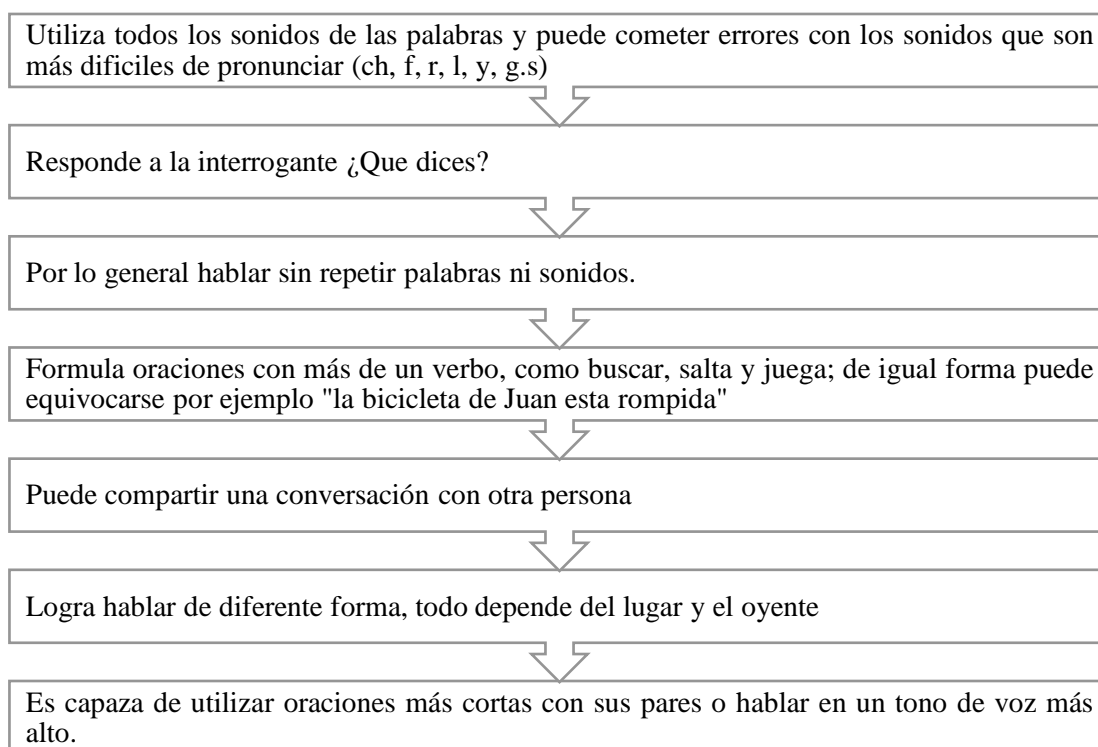 Utiliza todos los sonidos de las palabras y puede cometer errores con los sonidos que son
más dificiles de pronunciar (ch, f, r, l, y, g.s)
Responde a la interrogante ¿Que dices?
Por lo general hablar sin repetir palabras ni sonidos.
Formula oraciones con más de un verbo, como buscar, salta y juega; de igual forma puede
equivocarse por ejemplo "la bicicleta de Juan esta rompida"
Puede compartir una conversación con otra persona
Logra hablar de diferente forma, todo depende del lugar y el oyente
Es capaza de utilizar oraciones más cortas con sus pares o hablar en un tono de voz más
alto.